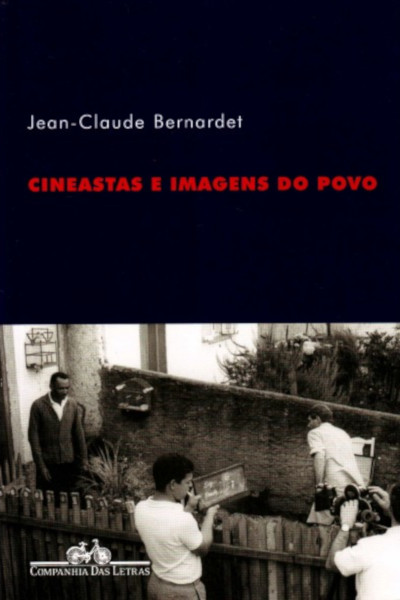 Jean-Claude Bernardet
CINEASTAS E IMAGENS DO POVO
COMPANHIA DAS LETRAS